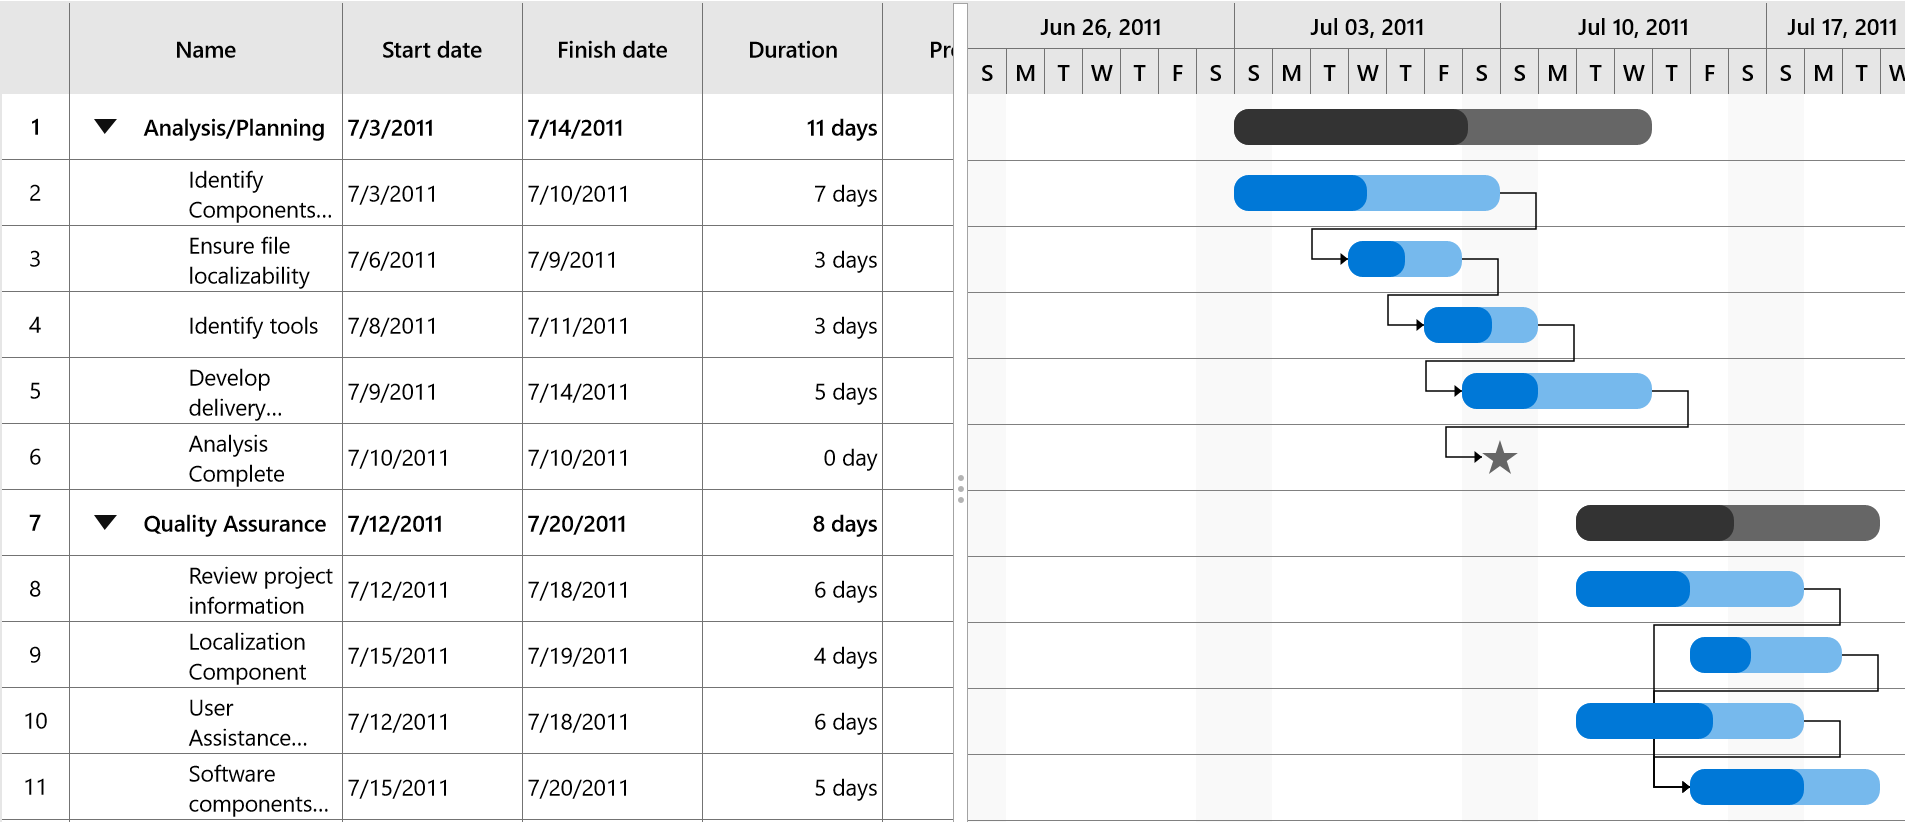 Name Start date Finish date Duration Pr
Jun 26, 2011 Jul 03, 2011 Jul 10, 2011 Jul 17, 2011
S M T W T F S S M T W T F S S M T W T F S S M T W
1 Analysis/Planning 7/3/2011 7/14/2011 11 days
2 Identify
Components... 7/3/2011 7/10/2011 7 days
3 Ensure file
localizability 7/6/2011 7/9/2011 3 days
4 Identify tools 7/8/2011 7/11/2011 3 days
5 Develop
delivery... 7/9/2011 7/14/2011 5 days
6 Analysis
Complete 7/10/2011 7/10/2011 0 day
7 Quality Assurance 7/12/2011 7/20/2011 8 days
8 Review project
information 7/12/2011 7/18/2011 6 days
9 Localization
Component 7/15/2011 7/19/2011 4 days
10 User
Assistance... 7/12/2011 7/18/2011 6 days
11 Software
components... 7/15/2011 7/20/2011 5 days